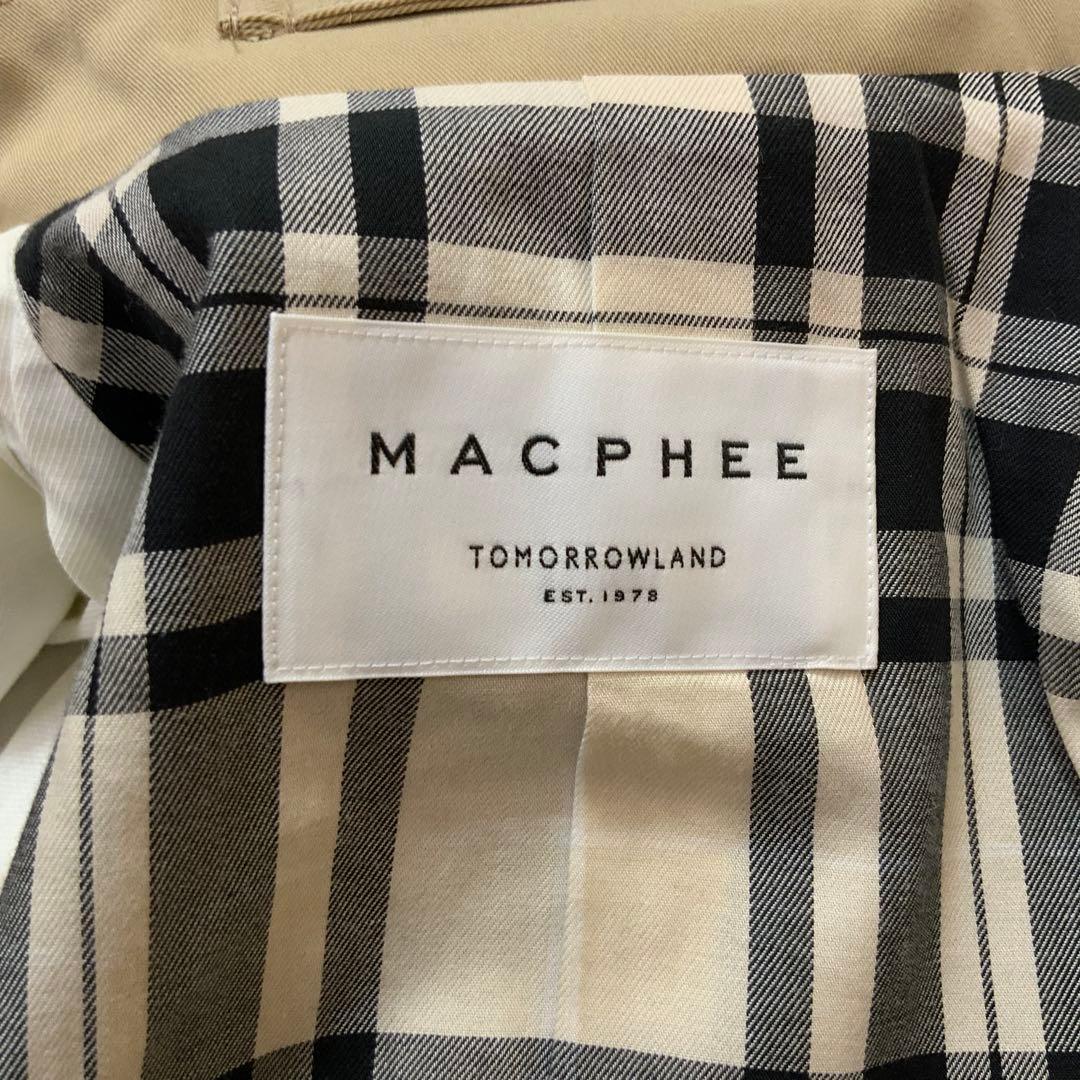 MACPHEE
TOMORROWLAND
EST. 1978